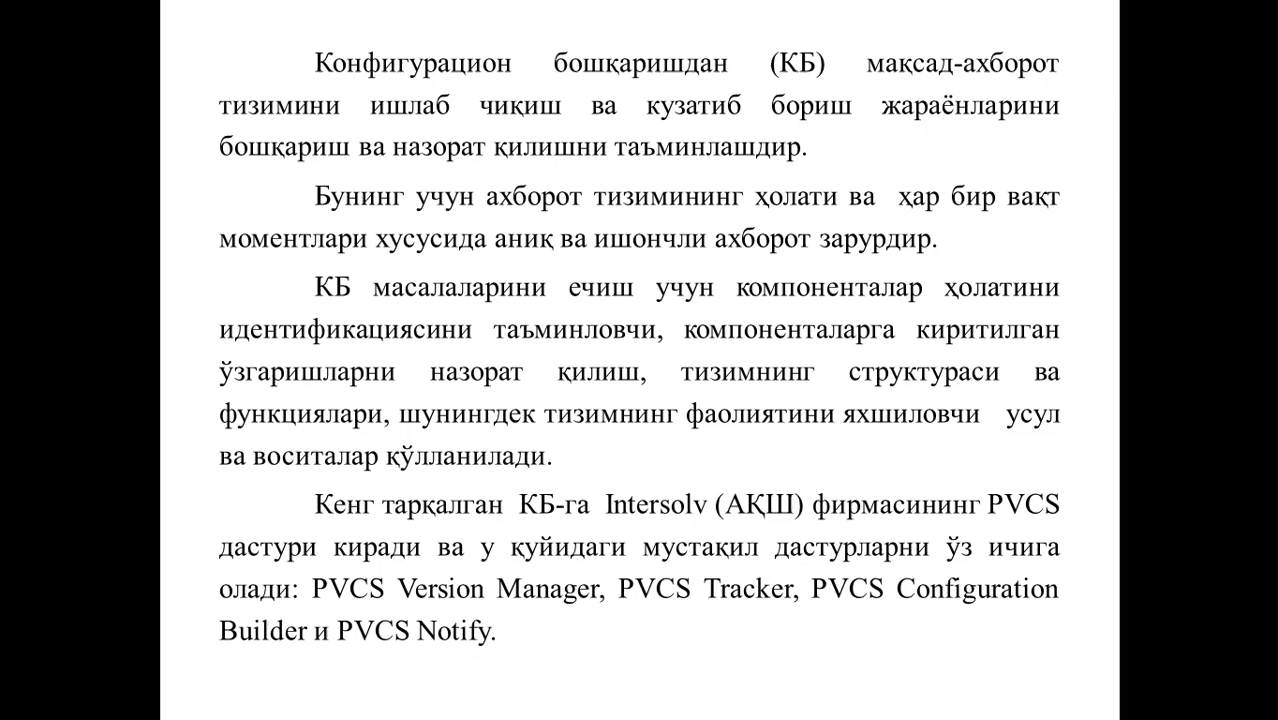 Конфигурацион бошқаришдан (КБ) мақсад-ахборот
тизимини ишлаб чиқиш ва кузатиб бориш жараёнларини
бошқариш ва назорат қилишни таъминлашдир.
Бунинг учун ахборот тизимининг ҳолати ва ҳар бир вақт
моментлари хусусида аниқ ва ишончли ахборот зарурдир.
КБ масалаларини ечиш учун компоненталар ҳолатини
идентификациясини таъминловчи, компоненталарга киритилган
ўзгаришларни назорат қилиш, тизимнинг структураси ва
функциялари, шунингдек тизимнинг фаолиятини яхшиловчи усул
ва воситалар қўлланилади.
Кенг тарқалган КБ-га Intersolv (АҚШ) фирмасининг PVCS
дастури киради ва у қуйидаги мустақил дастурларни ўз ичига
олади: PVCS Version Manager, PVCS Tracker, PVCS Configuration
Builder и PVCS Notify.